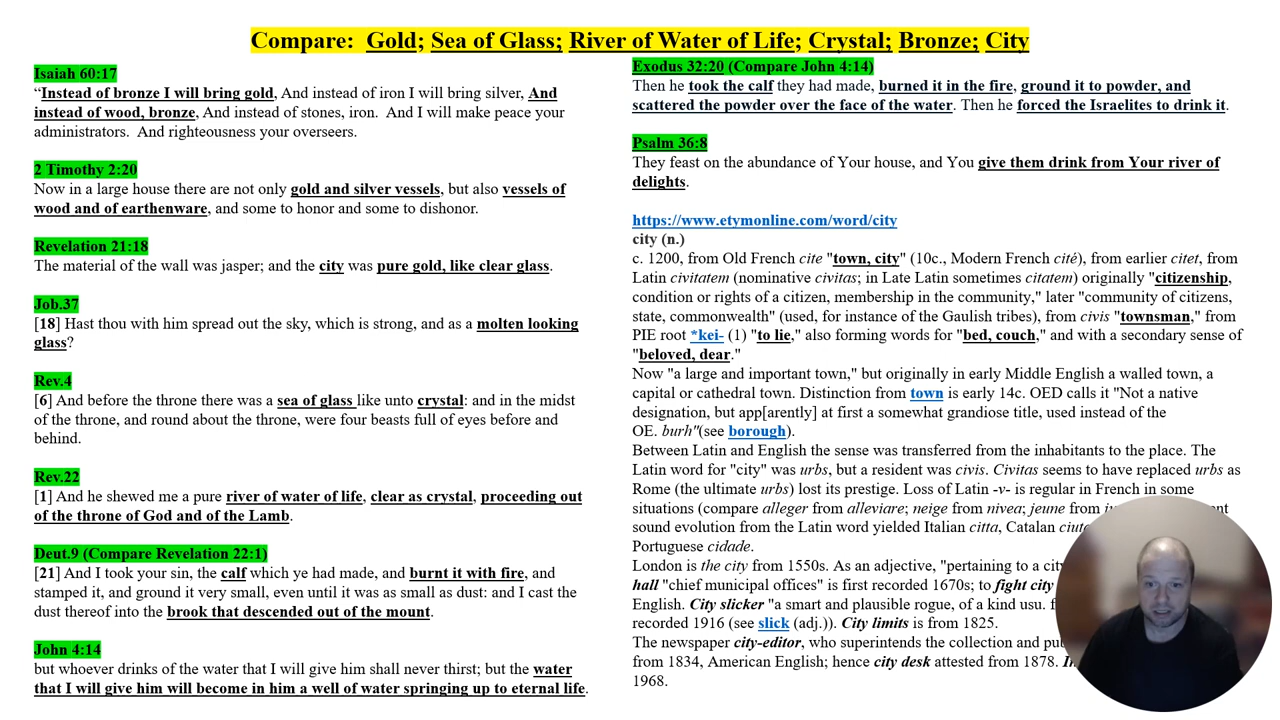 Compare:  Gold; Sea of Glass; River of Water of Life; Crystal; Bronze; City
Isaiah 60:17
“Instead of bronze I will bring gold, And instead of iron I will bring silver, And
instead of wood, bronze, And instead of stones, iron.  And I will make peace your
administrators.  And righteousness your overseers.
2 Timothy 2:20
Now in a large house there are not only gold and silver vessels, but also vessels of
wood and of earthenware, and some to honor and some to dishonor.
Revelation 21:18
The material of the wall was jasper; and the city was pure gold, like clear glass.
Job.37
[18] Hast thou with him spread out the sky, which is strong, and as a molten looking
glass?
Rev.4
[6] And before the throne there was a sea of glass like unto crystal: and in the midst
of the throne, and round about the throne, were four beasts full of eyes before and
behind.
Rev.22
[1] And he shewed me a pure river of water of life, clear as crystal, proceeding out
of the throne of God and of the Lamb.
Deut.9 (Compare Revelation 22:1)
[21] And I took your sin, the calf which ye had made, and burnt it with fire, and
stamped it, and ground it very small, even until it was as small as dust: and I cast the
dust thereof into the brook that descended out of the mount.
John 4:14
but whoever drinks of the water that I will give him shall never thirst; but the water
that I will give him will become in him a well of water springing up to eternal life.
Exodus 32:20 (Compare John 4:14)
Then he took the calf they had made, burned it in the fire, ground it to powder, and
scattered the powder over the face of the water. Then he forced the Israelites to drink it.
Psalm 36:8
They feast on the abundance of Your house, and You give them drink from Your river of
delights.
https://www.etymonline.com/word/city
city (n.)
c. 1200, from Old French cite "town, city" (10c., Modern French cité), from earlier citet, from
Latin civitatem (nominative civitas; in Late Latin sometimes citatem) originally "citizenship,
condition or rights of a citizen, membership in the community," later "community of citizens,
state, commonwealth" (used, for instance of the Gaulish tribes), from civis "townsman," from
PIE root *kei- (1) "to lie," also forming words for "bed, couch," and with a secondary sense of
"beloved, dear."
Now "a large and important town," but originally in early Middle English a walled town, a
capital or cathedral town. Distinction from town is early 14c. OED calls it "Not a native
designation, but app[arently] at first a somewhat grandiose title, used instead of the
OE. burh"(see borough).
Between Latin and English the sense was transferred from the inhabitants to the place. The
Latin word for "city" was urbs, but a resident was civis. Civitas seems to have replaced urbs as
Rome (the ultimate urbs) lost its prestige. Loss of Latin -v- is regular in French in some
situations (compare alleger from alleviare; neige from nivea; jeune from
sound evolution from the Latin word yielded Italian citta, Catalan
Portuguese cidade.
London is the city from 1550s. As an adjective, "pertaining to a
hall "chief municipal offices" is first recorded 1670s; to fight city
English. City slicker "a smart and plausible rogue, of a kind usu.
recorded 1916 (see slick (adj.)). City limits is from 1825.
The newspaper city-editor, who superintends the collection and
from 1834, American English; hence city desk attested from 1878.
1968.